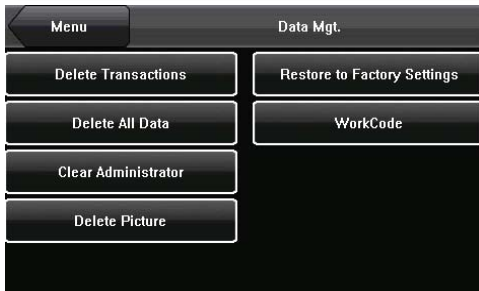 Menu
Data Mgt.
Delete Transactions
Restore to Factory Settings
Delete All Data
WorkCode
Clear Administrator
Delete Picture